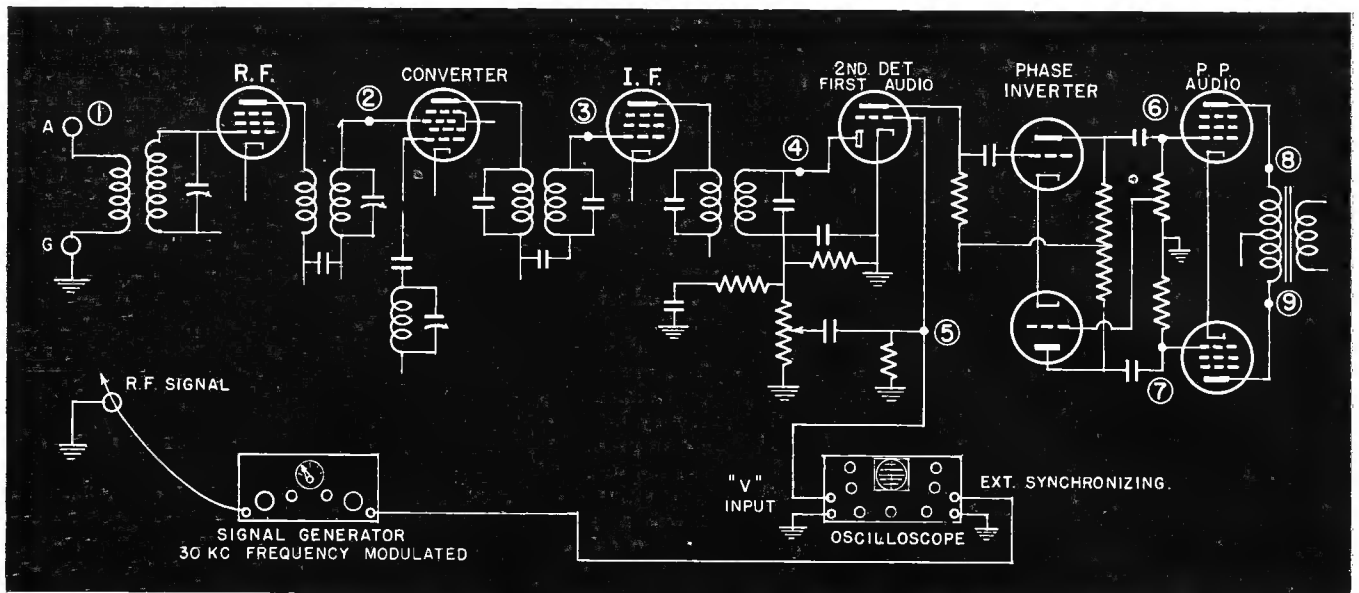 R.F.
CONVERTER
I. F.
2ND. DET.
FIRST AUDIO
PHASE
INVERTER
P. P.
AUDIO
A
1
2
3
4
6
8
G
9
5
7
R.F. SIGNAL
"V"
INPUT
EXT. SYNCHRONIZING.
SIGNAL GENERATOR
30 KC FREQUENCY MODULATED
OSCILLOSCOPE